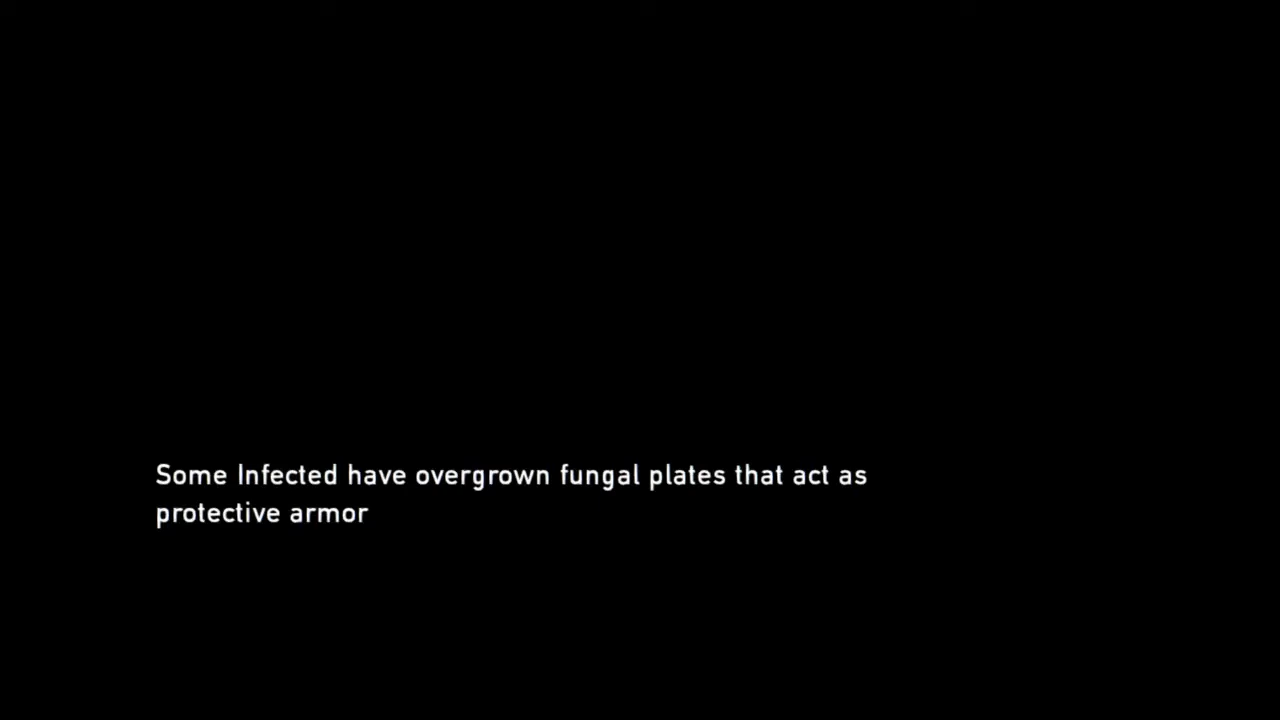 Some Infected have overgrown fungal plates that act as
protective armor